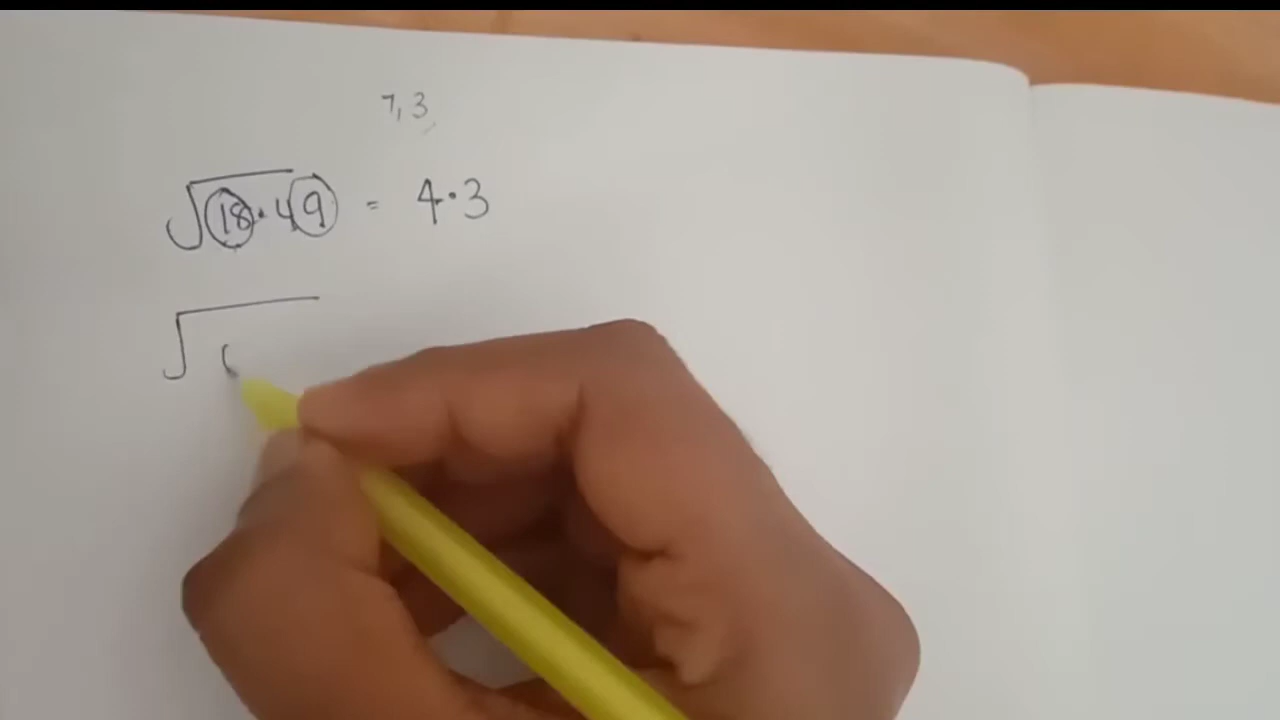 7,3
√18·49 = 4·3
√